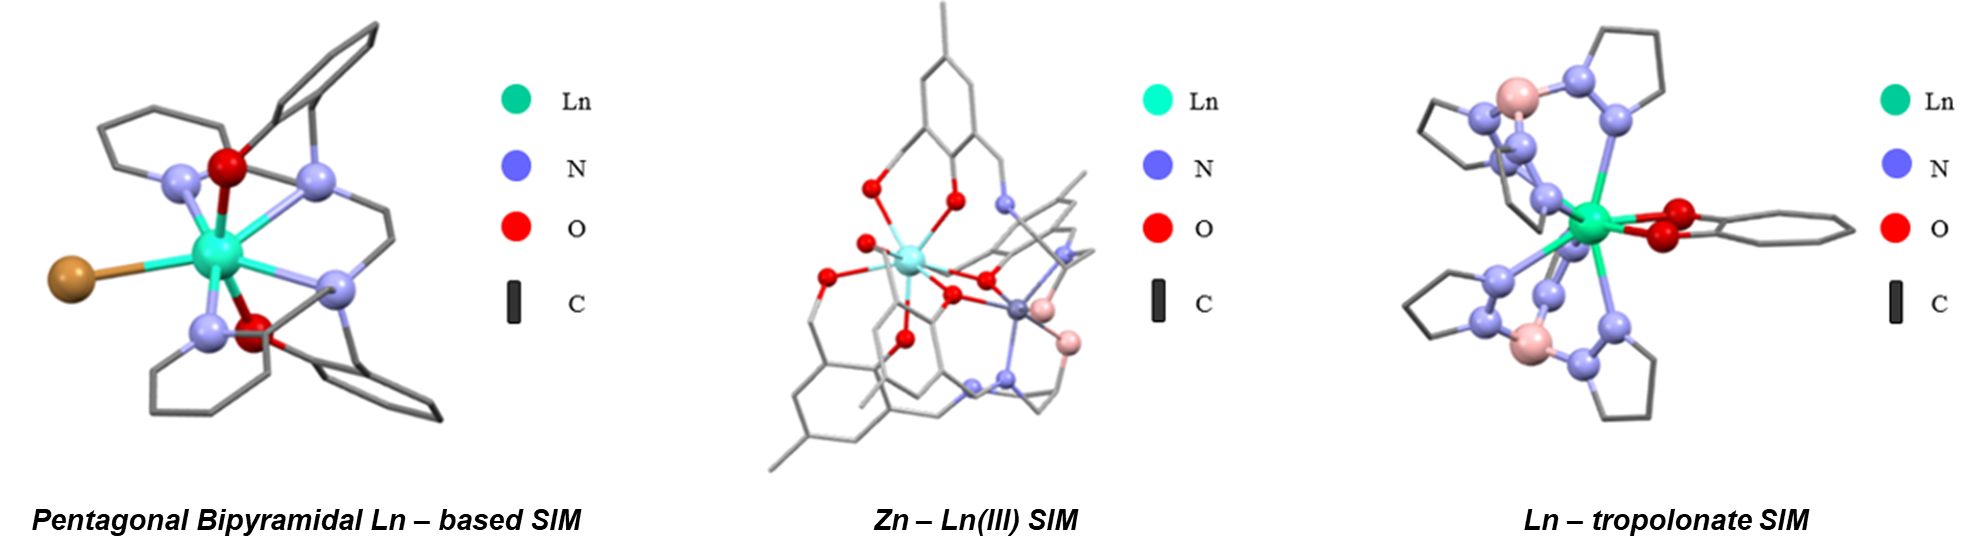 Ln
N
O
C
Ln
N
O
C
Ln
N
O
C
Pentagonal Bipyramidal Ln – based SIM
Zn – Ln(III) SIM
Ln – tropolonate SIM